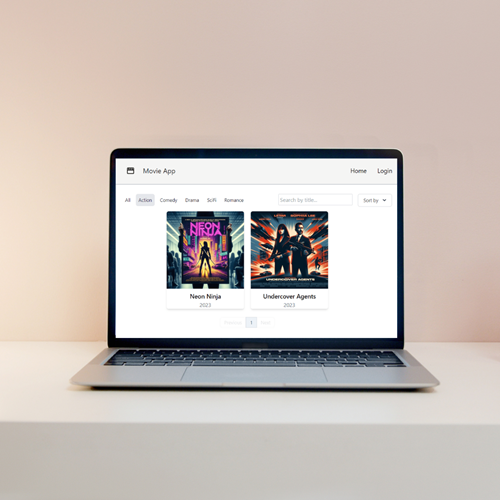 Movie App Home Login
All Action Comedy Drama SciFi Romance Search by title... Sort by
NEON
NINJA
UNDERCOVER AGENTS
Neon Ninja Undercover Agents
2023 2023
Previous 1 Next